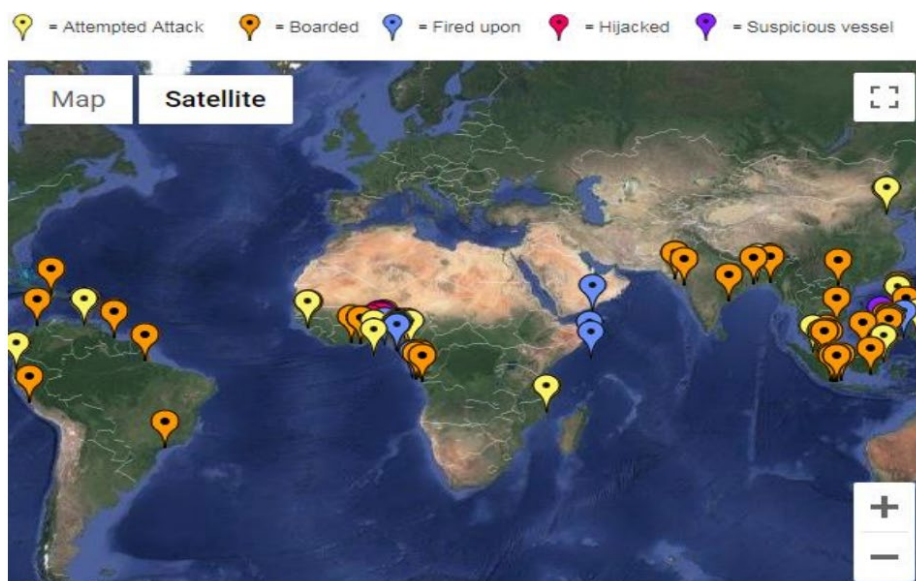 = Attempted Attack = Boarded = Fired upon = Hijacked = Suspicious vessel
Map Satellite
+
−